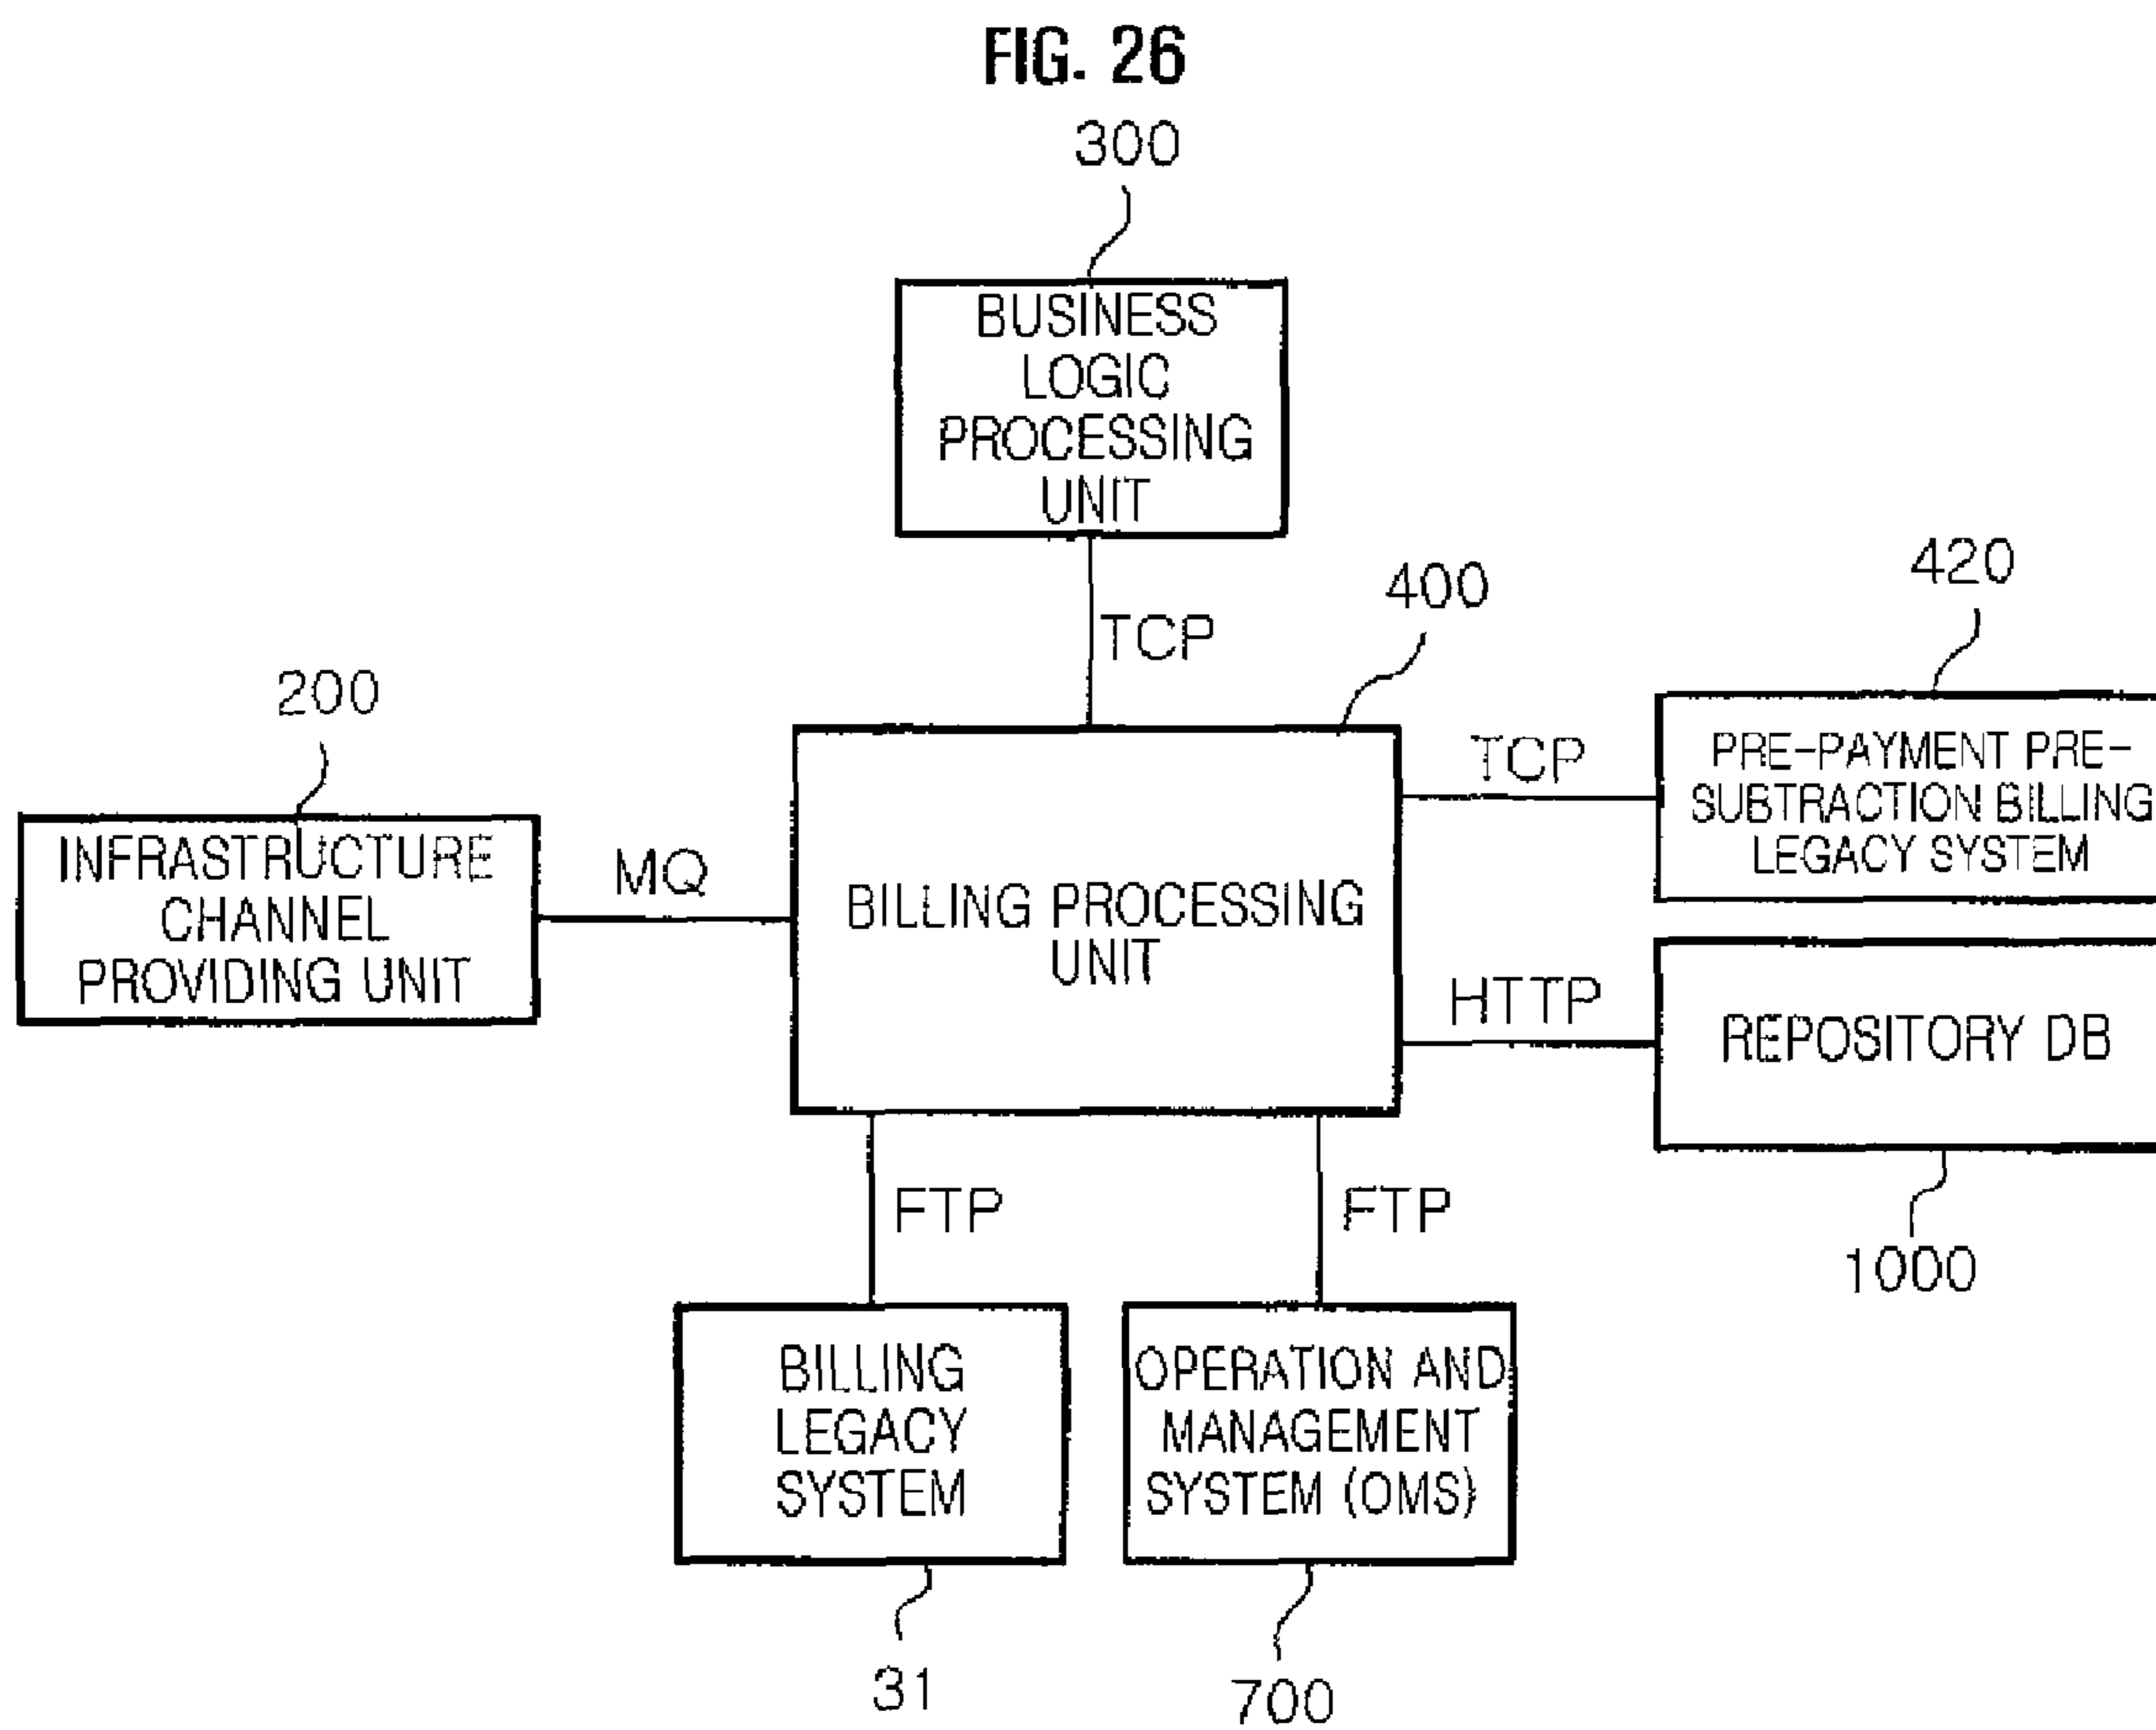 FIG. 26
300
BUSINESS
LOGIC
PROCESSING
UNIT
TCP
400
420
200
INFRASTRUCTURE
CHANNEL
PROVIDING UNIT
MQ
BILLING PROCESSING
UNIT
TCP
PRE-PAYMENT PRE-
SUBTRACTION BILLING
LEGACY SYSTEM
HTTP
REPOSITORY DB
1000
FTP
FTP
BILLING
LEGACY
SYSTEM
OPERATION AND
MANAGEMENT
SYSTEM (OMS)
31
700